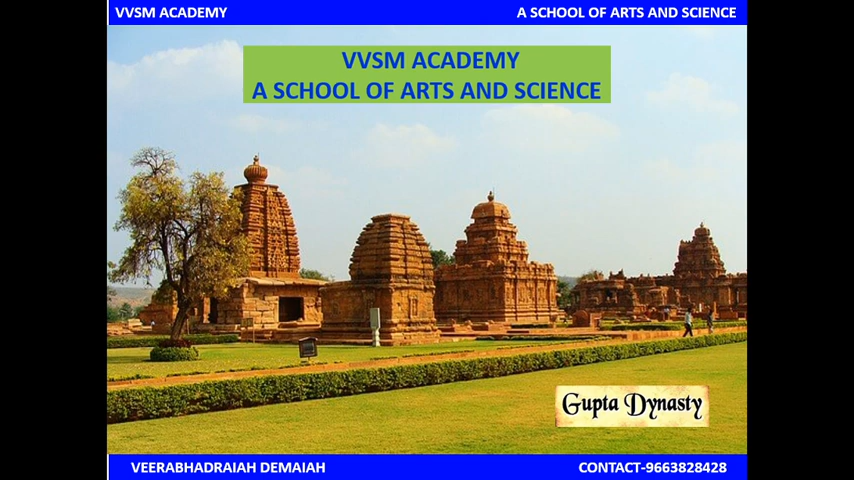 VVSM ACADEMY
A SCHOOL OF ARTS AND SCIENCE
VVSM ACADEMY
A SCHOOL OF ARTS AND SCIENCE
Gupta Dynasty
VEERABHADRAIAH DEMAIAH
CONTACT-9663828428